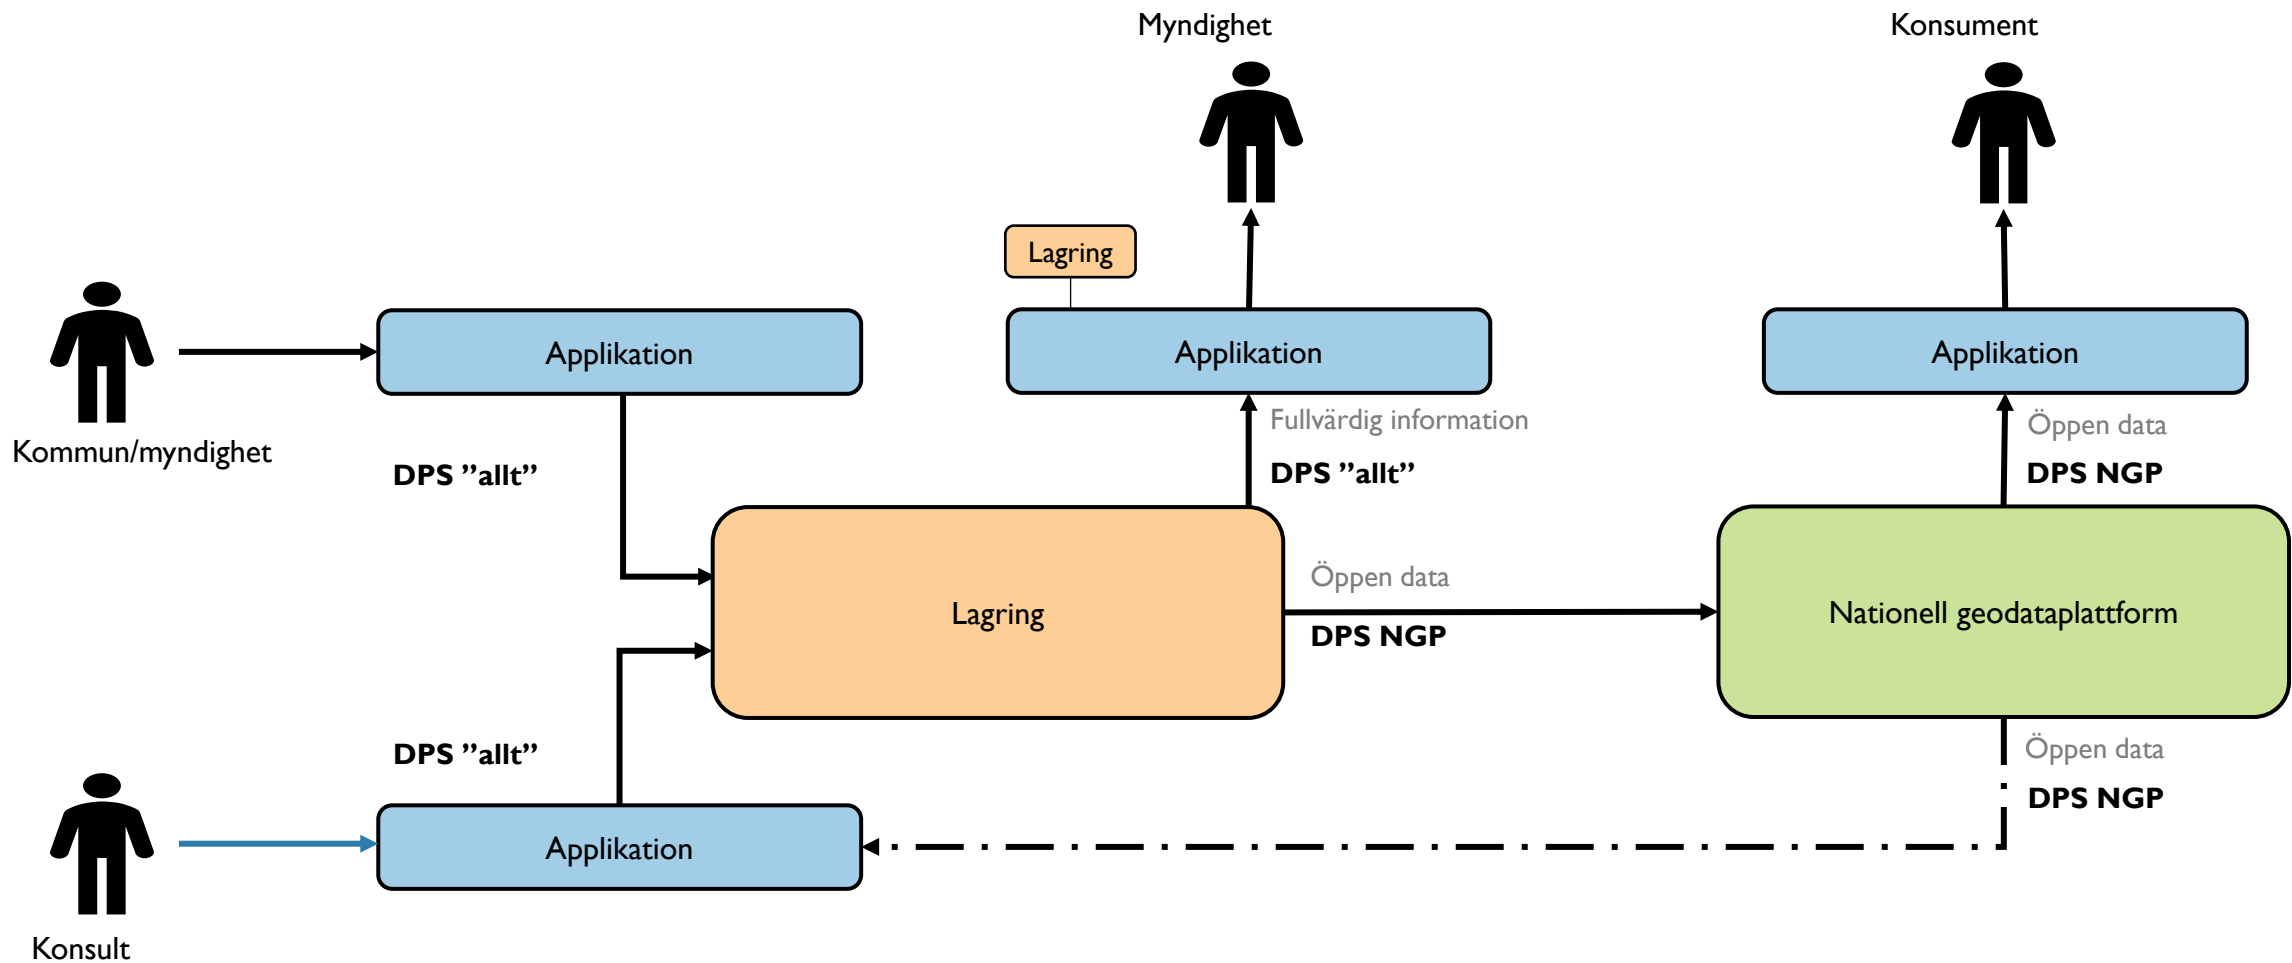 Myndighet
Konsument
Lagring
Applikation
Applikation
Applikation
Kommun/myndighet
Fullvärdig information
Öppen data
DPS ”allt”
DPS ”allt”
DPS NGP
Öppen data
Lagring
Nationell geodataplattform
DPS NGP
DPS ”allt”
Öppen data
DPS NGP
Applikation
Konsult